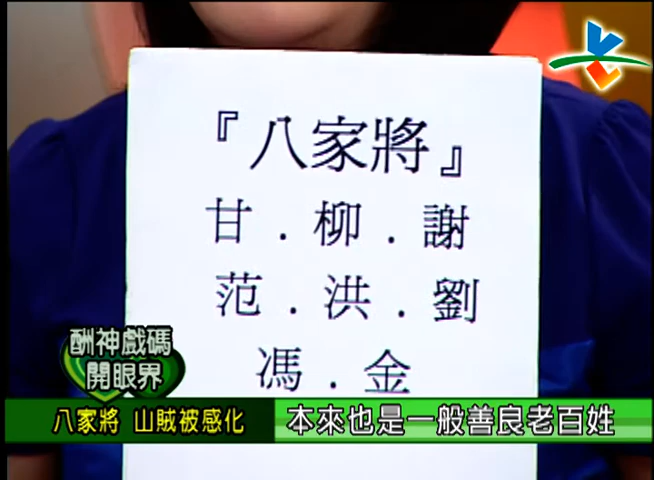 『八家將』
甘．柳．謝
范．洪．劉
馮．金
酬神戲碼
開眼界
八家將 山賊被感化
本來也是一般善良老百姓